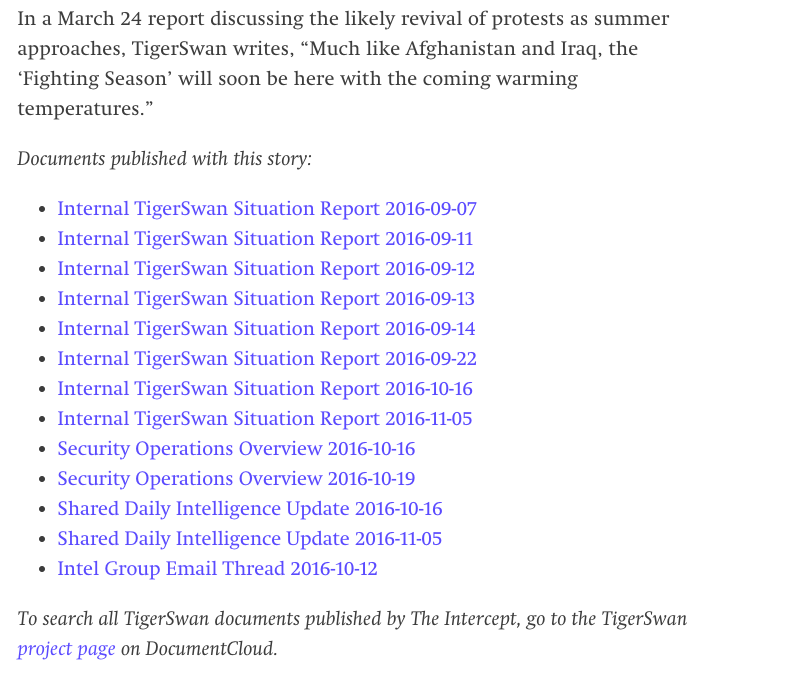 In a March 24 report discussing the likely revival of protests as summer
approaches, TigerSwan writes, “Much like Afghanistan and Iraq, the
‘Fighting Season’ will soon be here with the coming warming
temperatures.”
Documents published with this story:
• Internal TigerSwan Situation Report 2016-09-07
• Internal TigerSwan Situation Report 2016-09-11
• Internal TigerSwan Situation Report 2016-09-12
• Internal TigerSwan Situation Report 2016-09-13
• Internal TigerSwan Situation Report 2016-09-14
• Internal TigerSwan Situation Report 2016-09-22
• Internal TigerSwan Situation Report 2016-10-16
• Internal TigerSwan Situation Report 2016-11-05
• Security Operations Overview 2016-10-16
• Security Operations Overview 2016-10-19
• Shared Daily Intelligence Update 2016-10-16
• Shared Daily Intelligence Update 2016-11-05
• Intel Group Email Thread 2016-10-12
To search all TigerSwan documents published by The Intercept, go to the TigerSwan
project page on DocumentCloud.